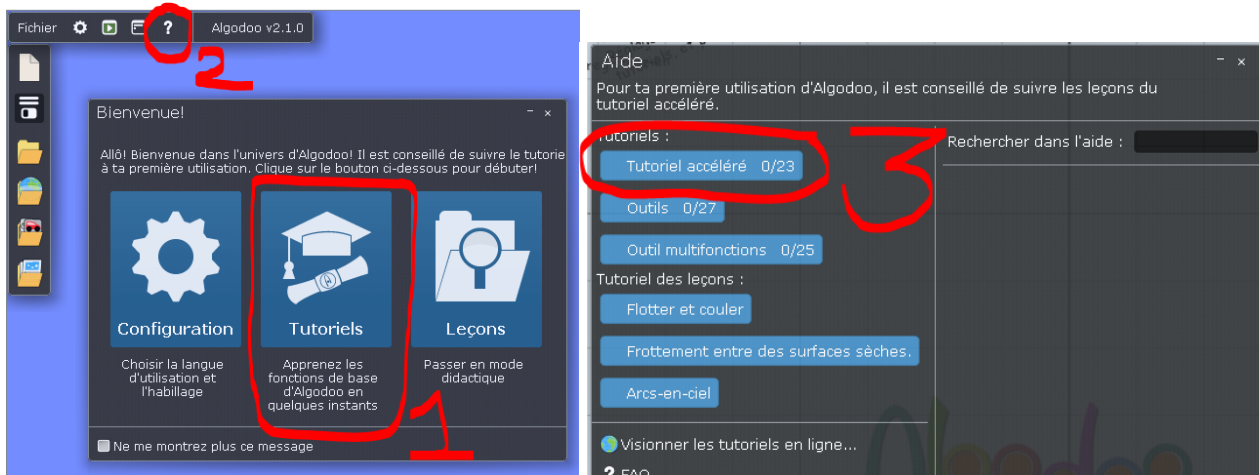 Fichier ? Algodoo v2.1.0
2
Bienvenue!
Allô! Bienvenue dans l'univers d'Algodoo! Il est conseillé de suivre le tutorie
à ta première utilisation. Clique sur le bouton ci-dessous pour débuter!
Configuration
Choisir la langue
d'utilisation et
l'habillage
Tutoriels
Apprenez les
fonctions de base
d'Algodoo en
quelques instants
Leçons
Passer en mode
didactique
1
Ne me montrez plus ce message
tutoriels.
Aide
Pour ta première utilisation d'Algodoo, il est conseillé de suivre les leçons du
tutoriel accéléré.
Tutoriels :
Tutoriel accéléré 0/23
3
Outils 0/27
Outil multifonctions 0/25
Tutoriel des leçons :
Flotter et couler
Frottement entre des surfaces sèches.
Arcs-en-ciel
Visionner les tutoriels en ligne...
? FAQ
Rechercher dans l'aide :
Algodoo